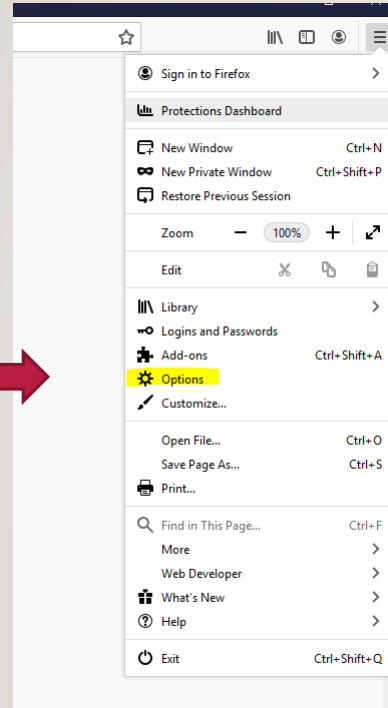 Sign in to Firefox
Protections Dashboard
New Window Ctrl+N
New Private Window Ctrl+Shift+P
Restore Previous Session
Zoom 100%
Edit
Library
Logins and Passwords
Add-ons Ctrl+Shift+A
Options
Customize...
Open File... Ctrl+O
Save Page As... Ctrl+S
Print...
Find in This Page... Ctrl+F
More
Web Developer
What's New
Help
Exit Ctrl+Shift+Q